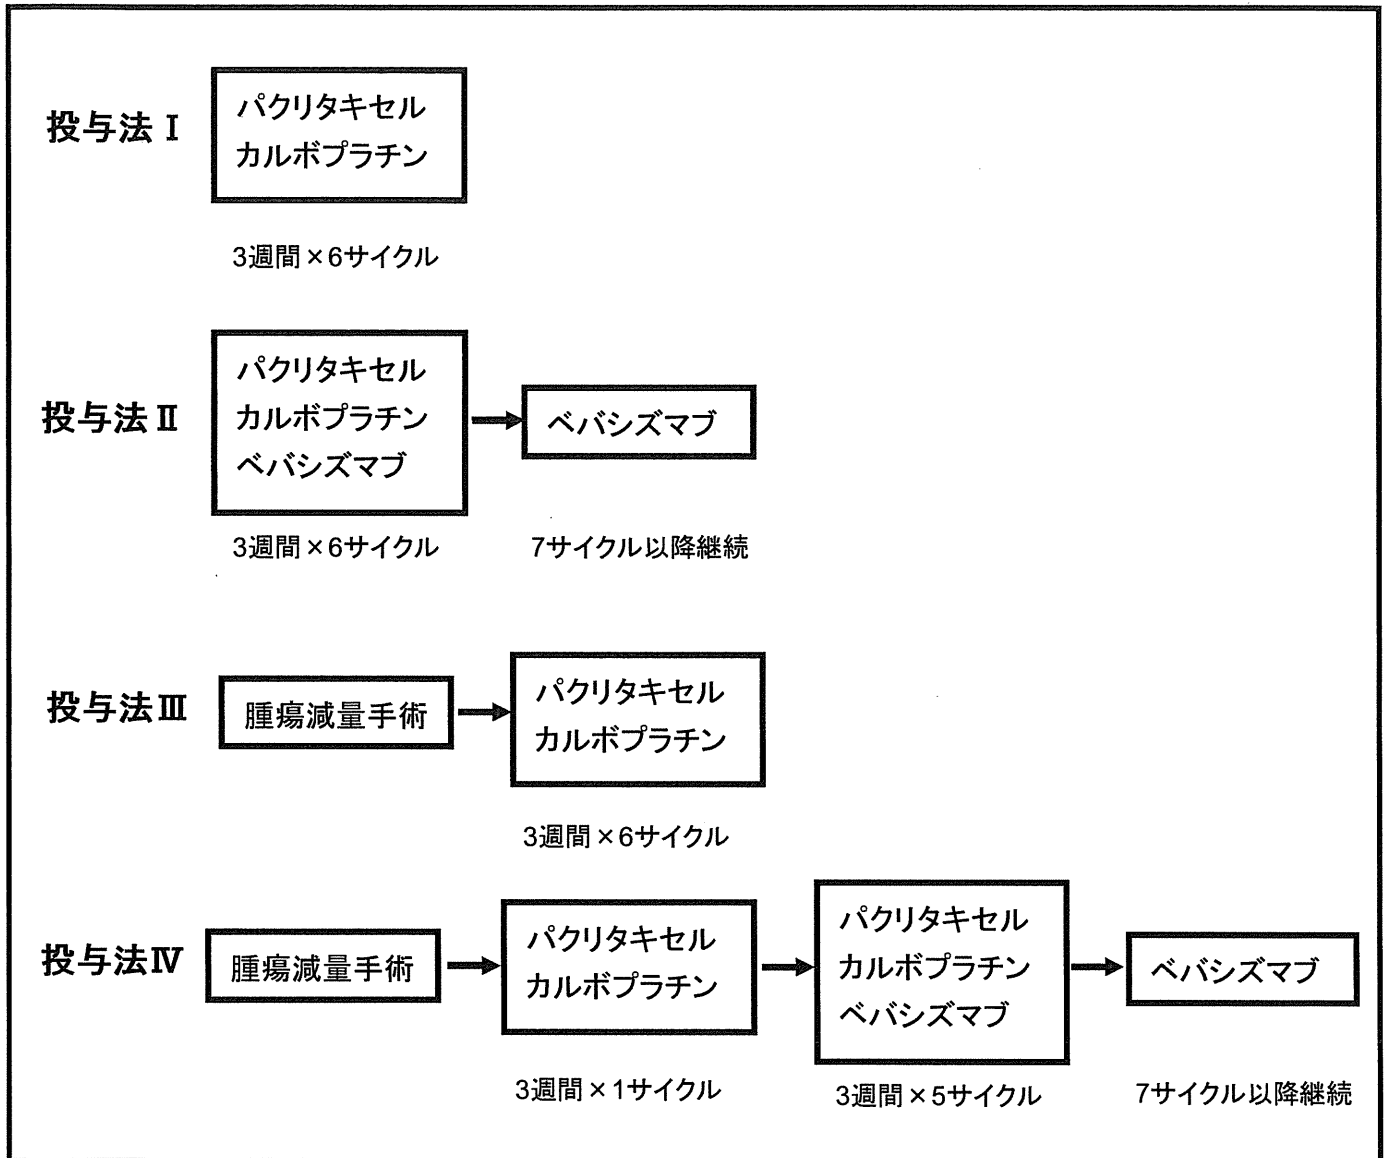 投与法Ⅰ
パクリタキセル
カルボプラチン
3週間×6サイクル
投与法Ⅱ
パクリタキセル
カルボプラチン
ベバシズマブ
3週間×6サイクル
ベバシズマブ
7サイクル以降継続
投与法Ⅲ
腫瘍減量手術
パクリタキセル
カルボプラチン
3週間×6サイクル
投与法Ⅳ
腫瘍減量手術
パクリタキセル
カルボプラチン
3週間×1サイクル
パクリタキセル
カルボプラチン
ベバシズマブ
3週間×5サイクル
ベバシズマブ
7サイクル以降継続